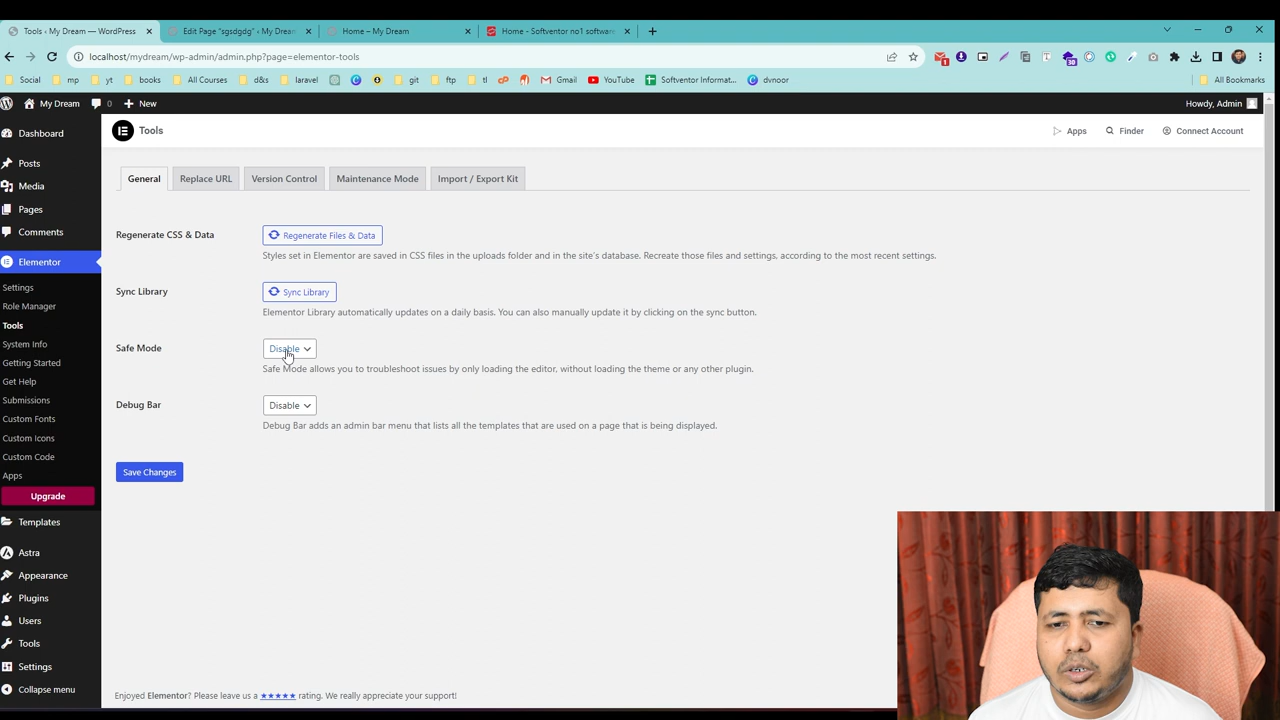 Tools ‹ My Dream — WordPress
Edit Page "sgsdgdg" ‹ My Dream
Home – My Dream
Home - Softventor no1 software
localhost/mydream/wp-admin/admin.php?page=elementor-tools
1
30
Social
mp
yt
books
All Courses
d&s
laravel
git
ftp
tl
Gmail
YouTube
Softventor Informat...
dvnoor
All Bookmarks
My Dream
0
New
Howdy, Admin
Dashboard
Posts
Media
Pages
Comments
Elementor
Settings
Role Manager
Tools
System Info
Getting Started
Get Help
Submissions
Custom Fonts
Custom Icons
Custom Code
Apps
Upgrade
Templates
Astra
Appearance
Plugins
Users
Tools
Settings
Collapse menu
Tools
Apps
Finder
Connect Account
General
Replace URL
Version Control
Maintenance Mode
Import / Export Kit
Regenerate CSS & Data
Regenerate Files & Data
Styles set in Elementor are saved in CSS files in the uploads folder and in the site's database. Recreate those files and settings, according to the most recent settings.
Sync Library
Sync Library
Elementor Library automatically updates on a daily basis. You can also manually update it by clicking on the sync button.
Safe Mode
Disable
Safe Mode allows you to troubleshoot issues by only loading the editor, without loading the theme or any other plugin.
Debug Bar
Disable
Debug Bar adds an admin bar menu that lists all the templates that are used on a page that is being displayed.
Save Changes
Enjoyed Elementor? Please leave us a ★★★★★ rating. We really appreciate your support!